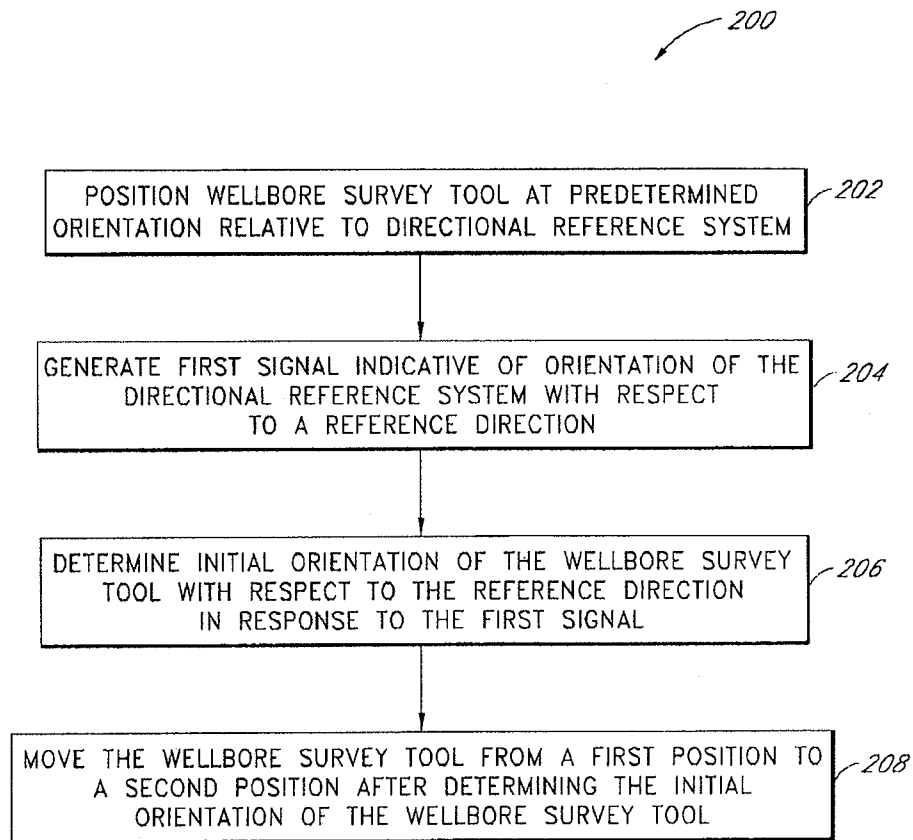 200
POSITION WELLBORE SURVEY TOOL AT PREDETERMINED
ORIENTATION RELATIVE TO DIRECTIONAL REFERENCE SYSTEM
202
GENERATE FIRST SIGNAL INDICATIVE OF ORIENTATION OF THE
DIRECTIONAL REFERENCE SYSTEM WITH RESPECT
TO A REFERENCE DIRECTION
204
DETERMINE INITIAL ORIENTATION OF THE WELLBORE SURVEY
TOOL WITH RESPECT TO THE REFERENCE DIRECTION
IN RESPONSE TO THE FIRST SIGNAL
206
MOVE THE WELLBORE SURVEY TOOL FROM A FIRST POSITION TO
A SECOND POSITION AFTER DETERMINING THE INITIAL
ORIENTATION OF THE WELLBORE SURVEY TOOL
208